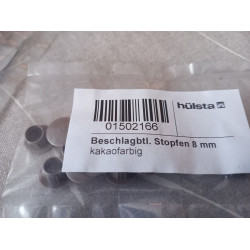 hülsta
01502166
Beschlagbtl. Stopfen 8 mm
kakaofarbig